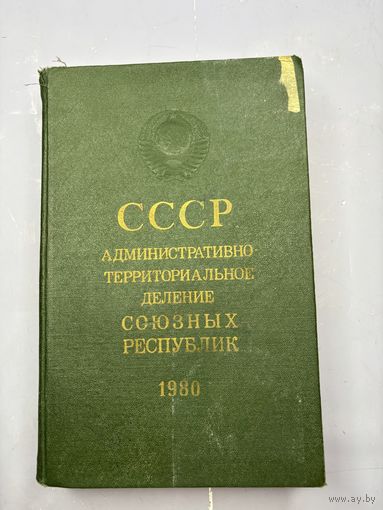 СССР
АДМИНИСТРАТИВНО-
ТЕРРИТОРИАЛЬНОЕ
ДЕЛЕНИЕ
СОЮЗНЫХ
РЕСПУБЛИК
1980
www.ay.by